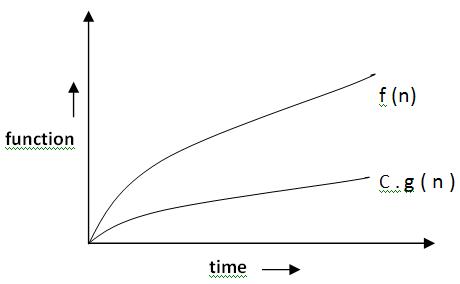 f (n)
function
C . g ( n )
time